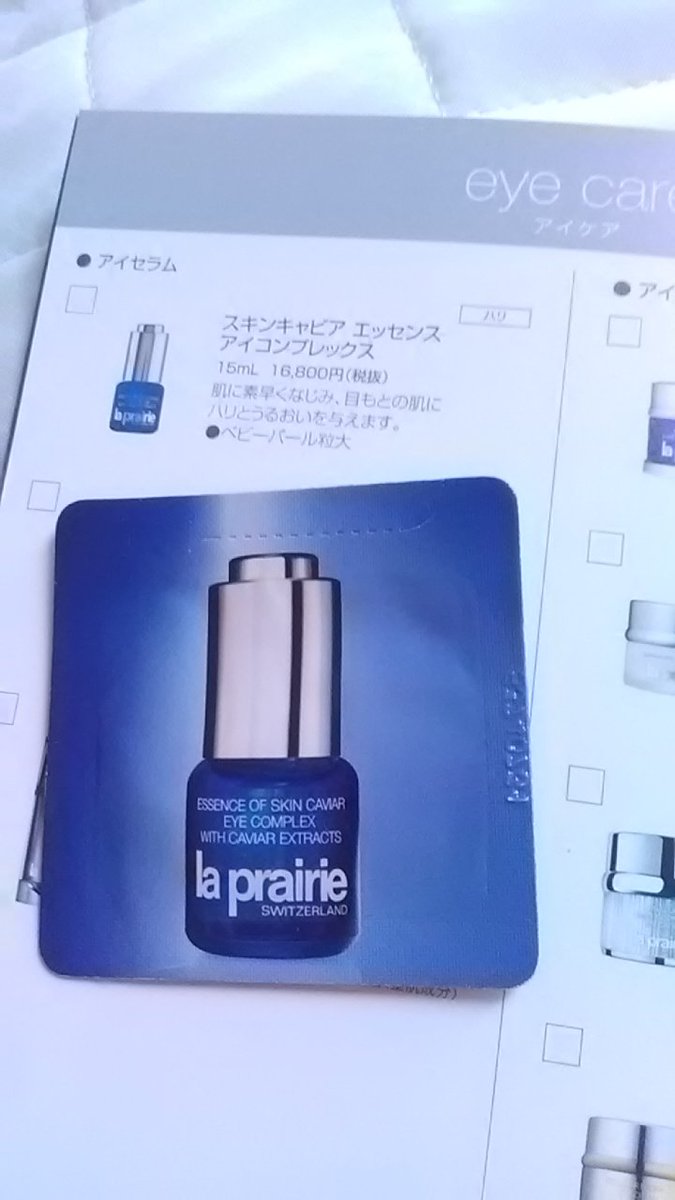 eye care
アイケア
● アイセラム
ハリ
スキンキャビア エッセンス
アイコンプレックス
15mL 16,800円(税抜)
肌に素早くなじみ、目もとの肌に
ハリとうるおいを与えます。
●ベビーパール粒大
la prairie
● アイ
ESSENCE OF SKIN CAVIAR
EYE COMPLEX
WITH CAVIAR EXTRACTS
la prairie
SWITZERLAND